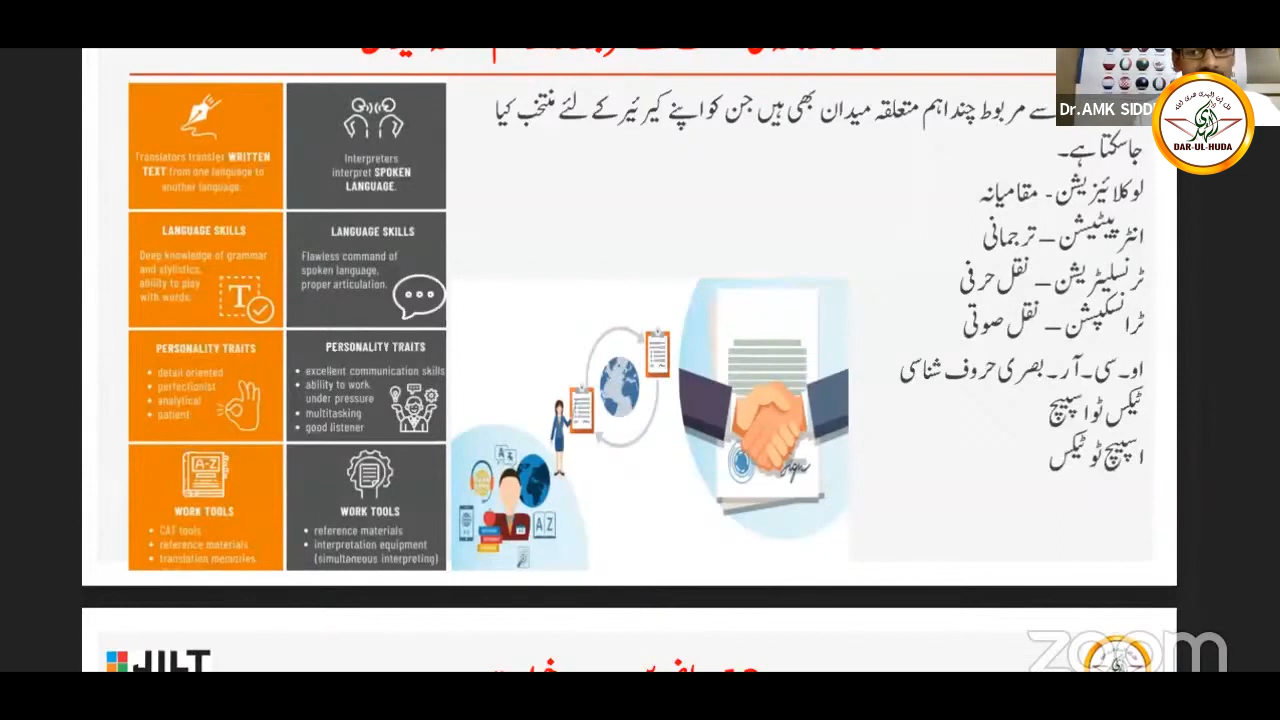 سے مربوط چند اہم متعلقہ میدان بھی ہیں جن کو اپنے کیرئیر کے لئے منتخب کیا
جاسکتا ہے۔
لوکلائیزیشن - مقامیانہ
انٹرپیٹیشن – ترجمانی
ٹرنسلیٹریشن – نقل حرفی
ٹرانسکپشن – نقل صوتی
او۔سی۔آر۔ بصری حروف شناسی
ٹیکس ٹو اسپیچ
اسپیچ ٹو ٹیکس
Translators transfer WRITTEN
TEXT from one language to
another language.
LANGUAGE SKILLS
Deep knowledge of grammar
and stylistics,
ability to play
with words.
T
PERSONALITY TRAITS
• detail oriented
• perfectionist
• analytical
• patient
A-Z
WORK TOOLS
• CAT tools
• reference materials
• translation memories
Interpreters
interpret SPOKEN
LANGUAGE.
LANGUAGE SKILLS
Flawless command of
spoken language,
proper articulation.
PERSONALITY TRAITS
• excellent communication skills
• ability to work
under pressure
• multitasking
• good listener
WORK TOOLS
• reference materials
• interpretation equipment
(simultaneous interpreting)
A Z
Dr.AMK SIDD
DAR-UL-HUDA
zoom